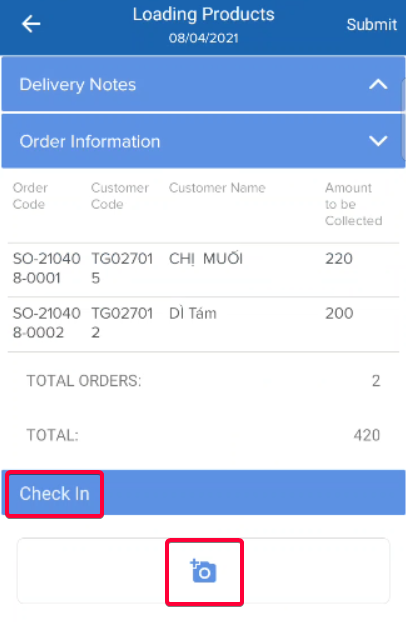 Loading Products
Submit
08/04/2021
Delivery Notes
Order Information
Order Code Customer Code Customer Name Amount to be Collected
SO-210408-0001 TG027015 CHỊ MUỐI 220
SO-210408-0002 TG027012 DÌ Tám 200
TOTAL ORDERS: 2
TOTAL: 420
Check In